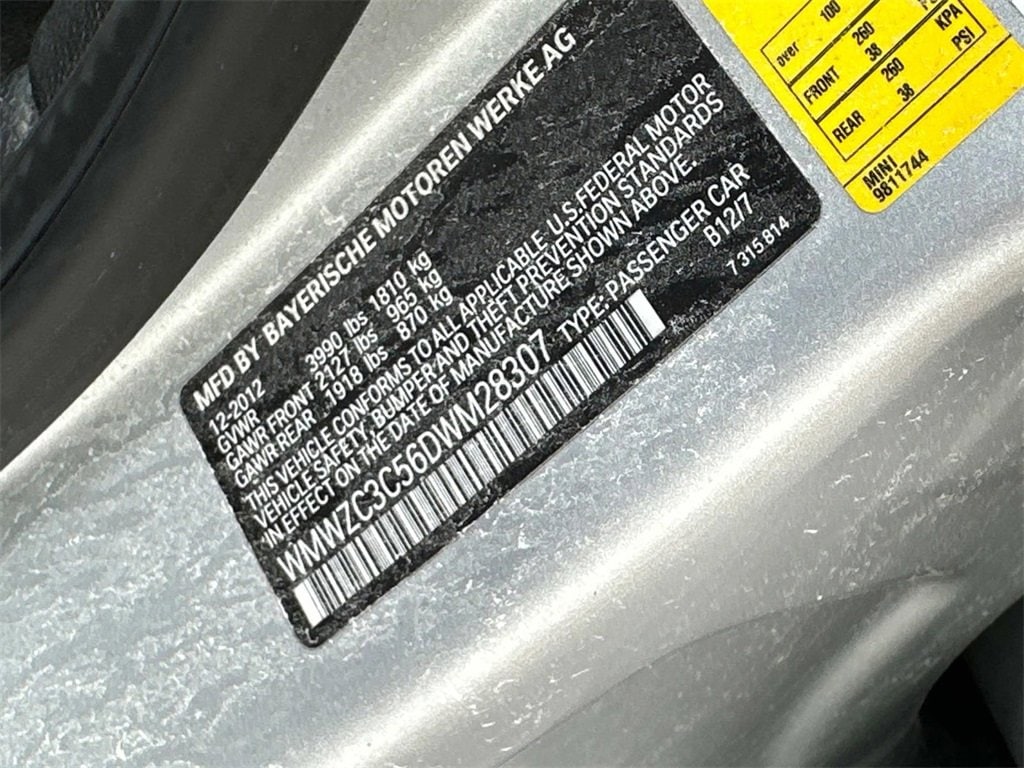 MFD BY BAYERISCHE MOTOREN WERKE AG
12-2012
GVWR 3990 lbs 1810 kg
GAWR FRONT 2127 lbs 965 kg
GAWR-REAR 1918 lbs 870 kg
THIS VEHICLE CONFORMS TO ALL APPLICABLE U.S.FEDERAL MOTOR
VEHICLE SAFETY, BUMPER AND THEFT PREVENTION STANDARDS
IN EFFECT ON THE DATE OF MANUFACTURE SHOWN ABOVE.
WMWZC3C56DWM28307 TYPE: PASSENGER CAR
B12/7
7 315.814
over 100
FRONT 260 KPA
38 PSI
REAR 260
38
MINI
9811744